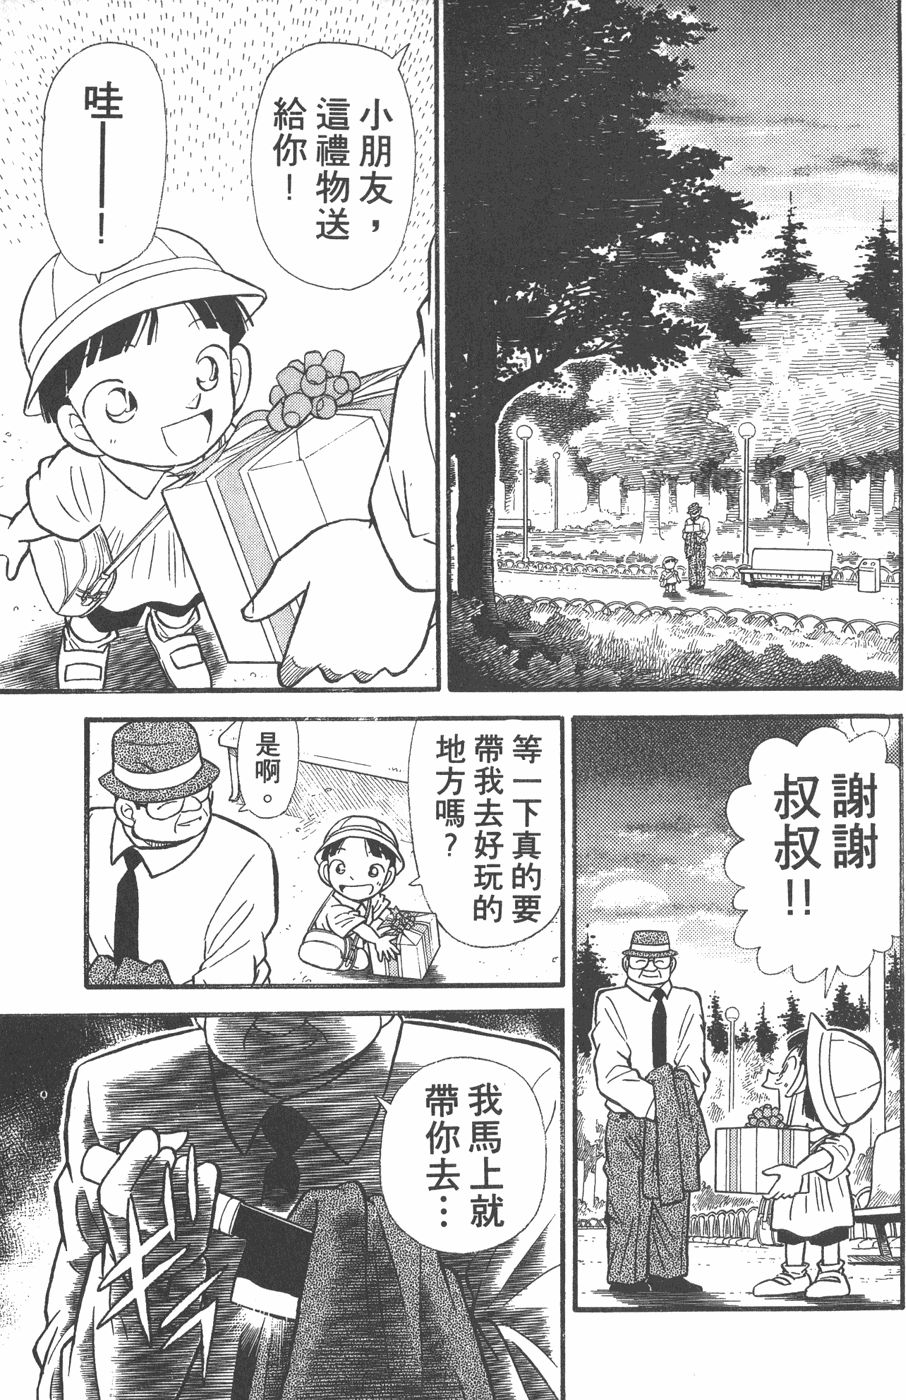 小朋友，
這禮物送
給你！
哇——！
謝謝
叔叔!!
等一下真的要
帶我去好玩的
地方嗎？
是啊。
我馬上就
帶你去…